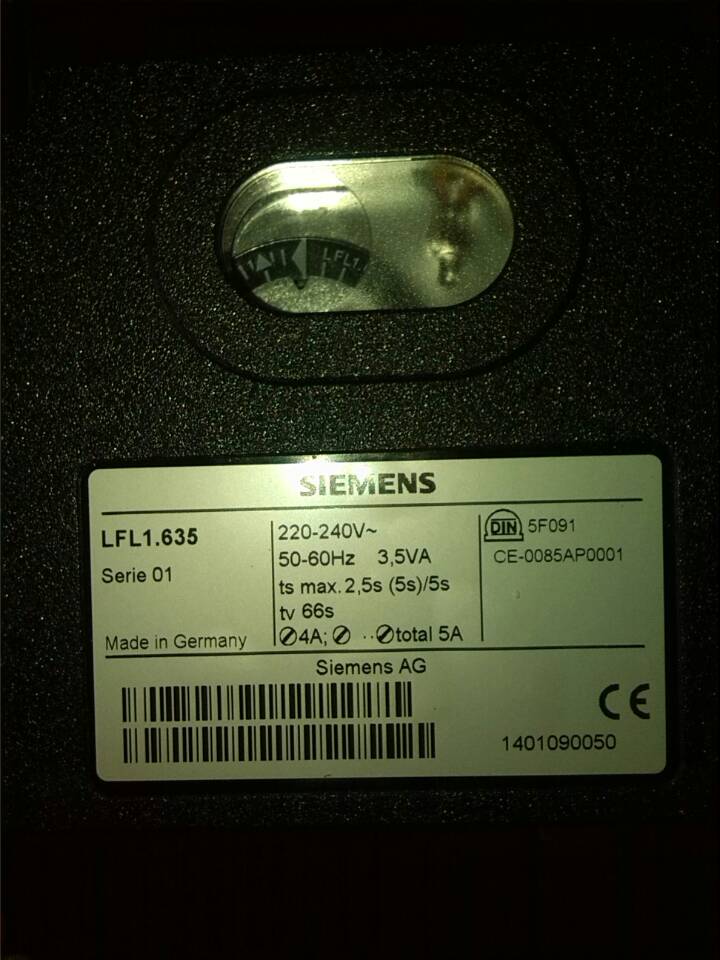 LFL1.
SIEMENS
LFL1.635
Serie 01
Made in Germany
220-240V~
50-60Hz 3,5VA
ts max. 2,5s (5s)/5s
tv 66s
4A; ·· total 5A
DIN 5F091
CE-0085AP0001
Siemens AG
CE
1401090050